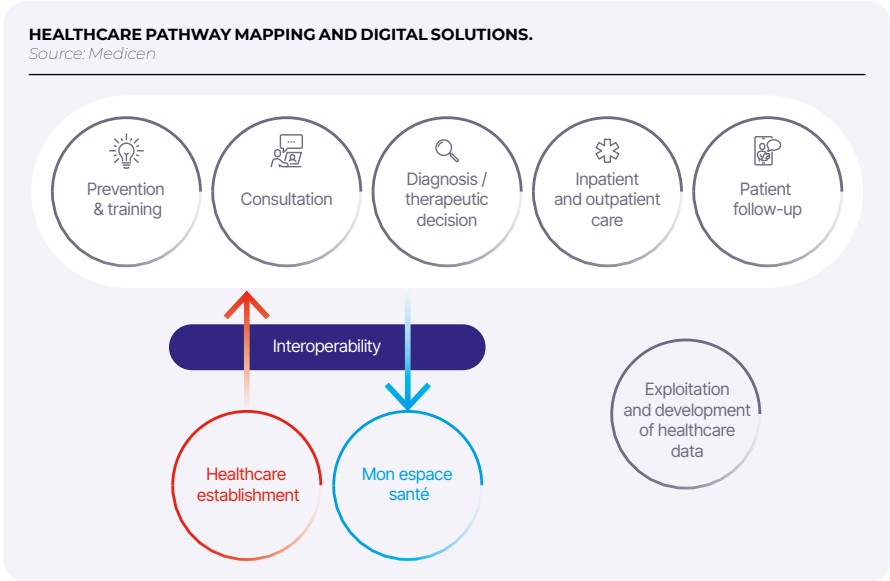 HEALTHCARE PATHWAY MAPPING AND DIGITAL SOLUTIONS.
Source: Medicen
Prevention
& training
Consultation
Diagnosis /
therapeutic
decision
Inpatient
and outpatient
care
Patient
follow-up
Interoperability
Healthcare
establishment
Mon espace
santé
Exploitation
and development
of healthcare
data